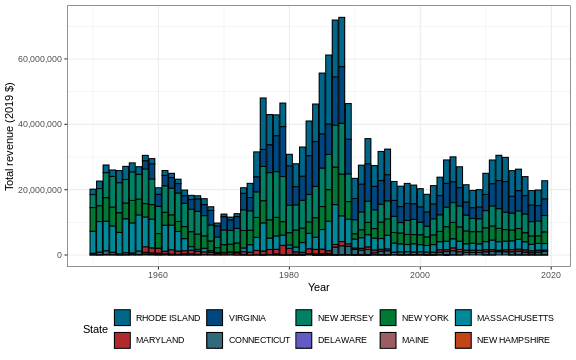 Total revenue (2019 $)
60,000,000
40,000,000
20,000,000
0
1960 1980 2000 2020
Year
State
RHODE ISLAND VIRGINIA NEW JERSEY NEW YORK MASSACHUSETTS
MARYLAND CONNECTICUT DELAWARE MAINE NEW HAMPSHIRE